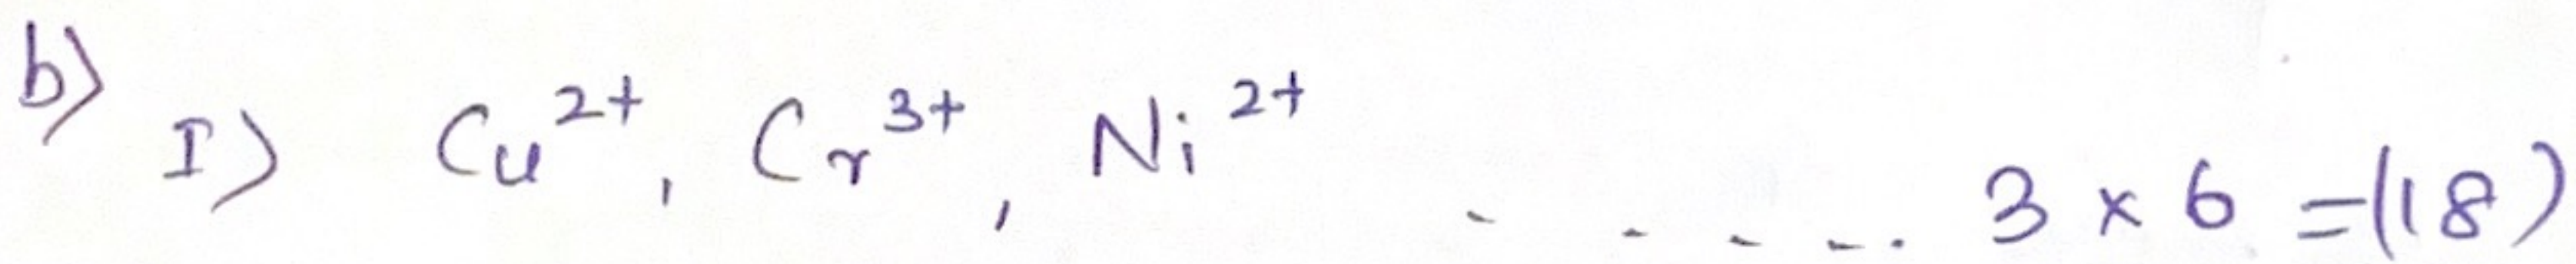 b) I) Cu²⁺, Cr³⁺, Ni²⁺ ..... 3 × 6 = (18)